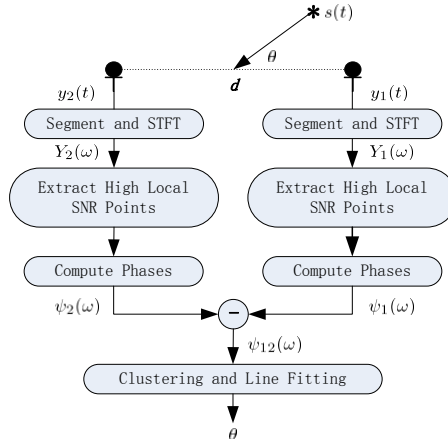 s(t)
θ
d
y₂(t) y₁(t)
Segment and STFT Segment and STFT
Y₂(ω) Y₁(ω)
Extract High Local Extract High Local
SNR Points SNR Points
Compute Phases Compute Phases
ψ₂(ω) ψ₁(ω)
−
ψ₁₂(ω)
Clustering and Line Fitting
θ